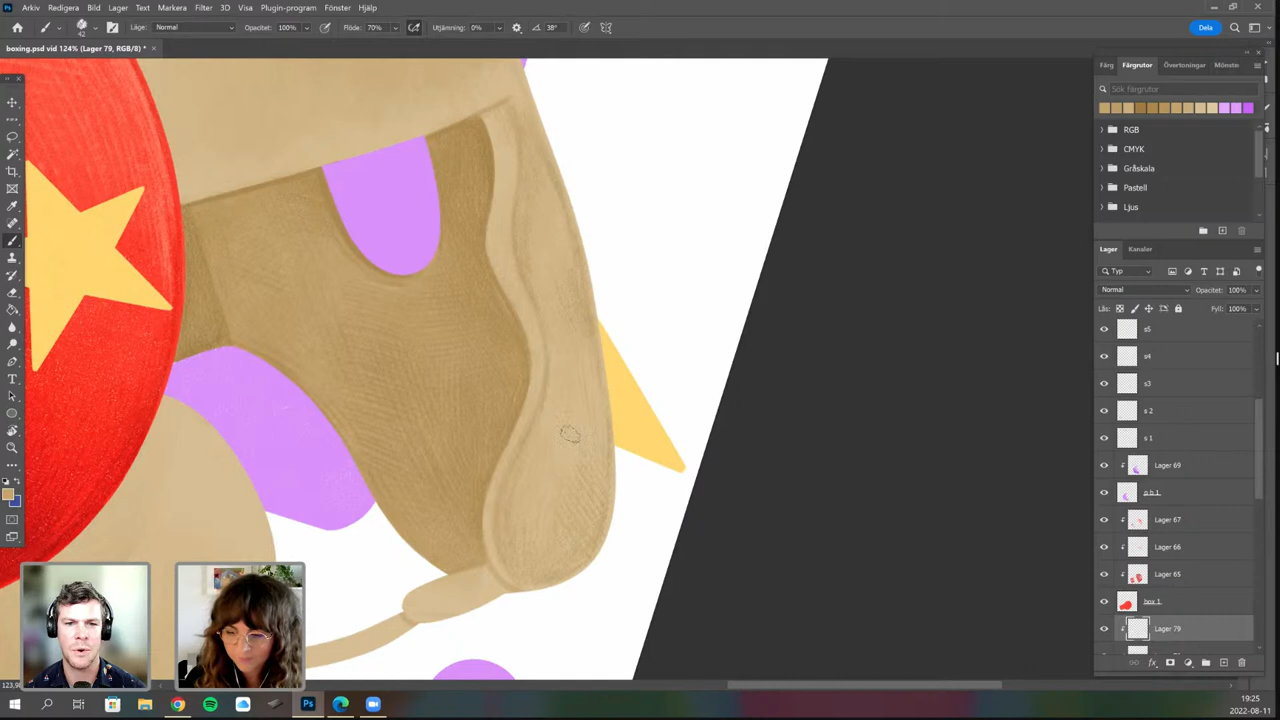 Arkiv Redigera Bild Lager Text Markera Filter 3D Visa Plugin-program Fönster Hjälp
42 Läge: Normal Opacitet: 100% Flöde: 70% Utjämning: 0% 38° Dela
boxing.psd vid 124% (Lager 79, RGB/8) *
Färg Färgrutor Övertoningar Mönste
Sök färgrutor
RGB
CMYK
Gråskala
Pastell
Ljus
Lager Kanaler
Typ
Normal Opacitet: 100%
Lås: Fyll: 100%
s5
s4
s3
s 2
s 1
Lager 69
p b 1
Lager 67
Lager 66
Lager 65
box 1
Lager 79
19:25
2022-08-11